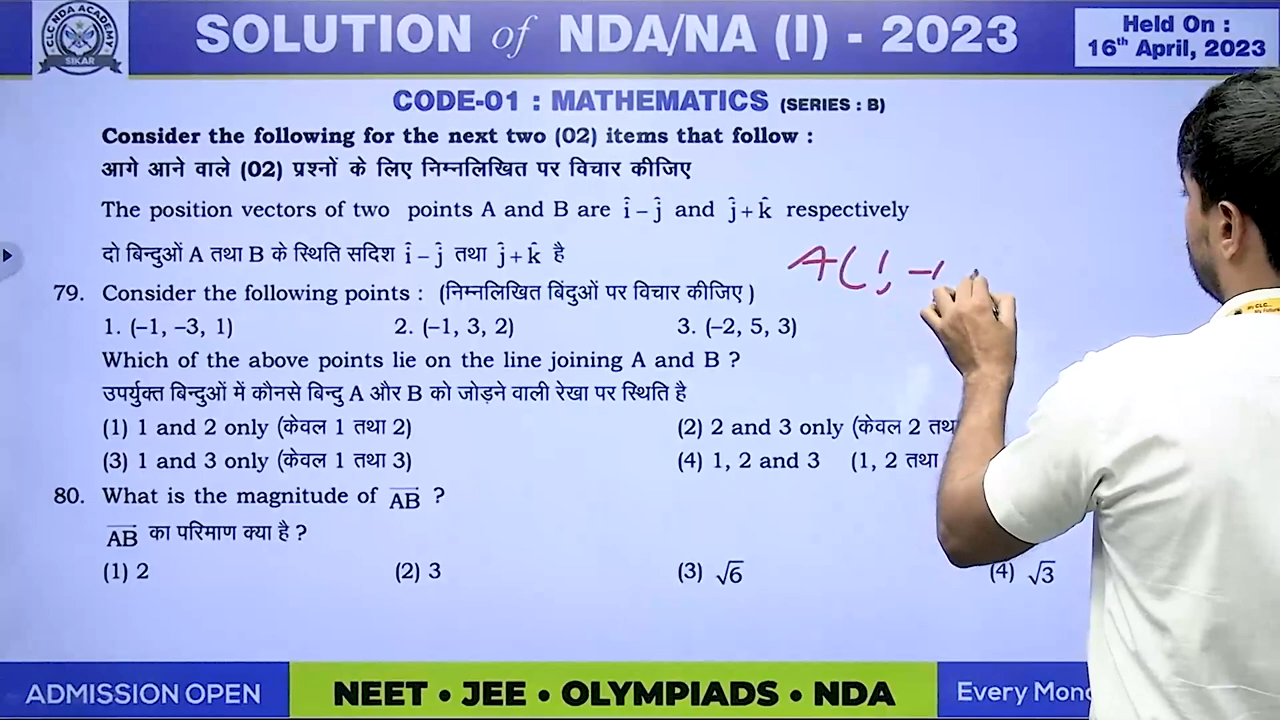 CLC NDA ACADEMY
SIKAR
SOLUTION of NDA/NA (I) - 2023
Held On :
16th April, 2023
CODE-01 : MATHEMATICS (SERIES : B)
Consider the following for the next two (02) items that follow :
आगे आने वाले (02) प्रश्नों के लिए निम्नलिखित पर विचार कीजिए
The position vectors of two points A and B are î – ĵ and ĵ + k̂ respectively
दो बिन्दुओं A तथा B के स्थिति सदिश î – ĵ तथा ĵ + k̂ है
A(1, -1
79. Consider the following points : (निम्नलिखित बिंदुओं पर विचार कीजिए )
1. (–1, –3, 1) 2. (–1, 3, 2) 3. (–2, 5, 3)
Which of the above points lie on the line joining A and B ?
उपर्युक्त बिन्दुओं में कौनसे बिन्दु A और B को जोड़ने वाली रेखा पर स्थिति है
(1) 1 and 2 only (केवल 1 तथा 2) (2) 2 and 3 only (केवल 2 तथ
(3) 1 and 3 only (केवल 1 तथा 3) (4) 1, 2 and 3 (1, 2 तथा
80. What is the magnitude of A͞B ?
A͞B का परिमाण क्या है ?
(1) 2 (2) 3 (3) √6 (4) √3
ADMISSION OPEN
NEET • JEE • OLYMPIADS • NDA
Every Mon